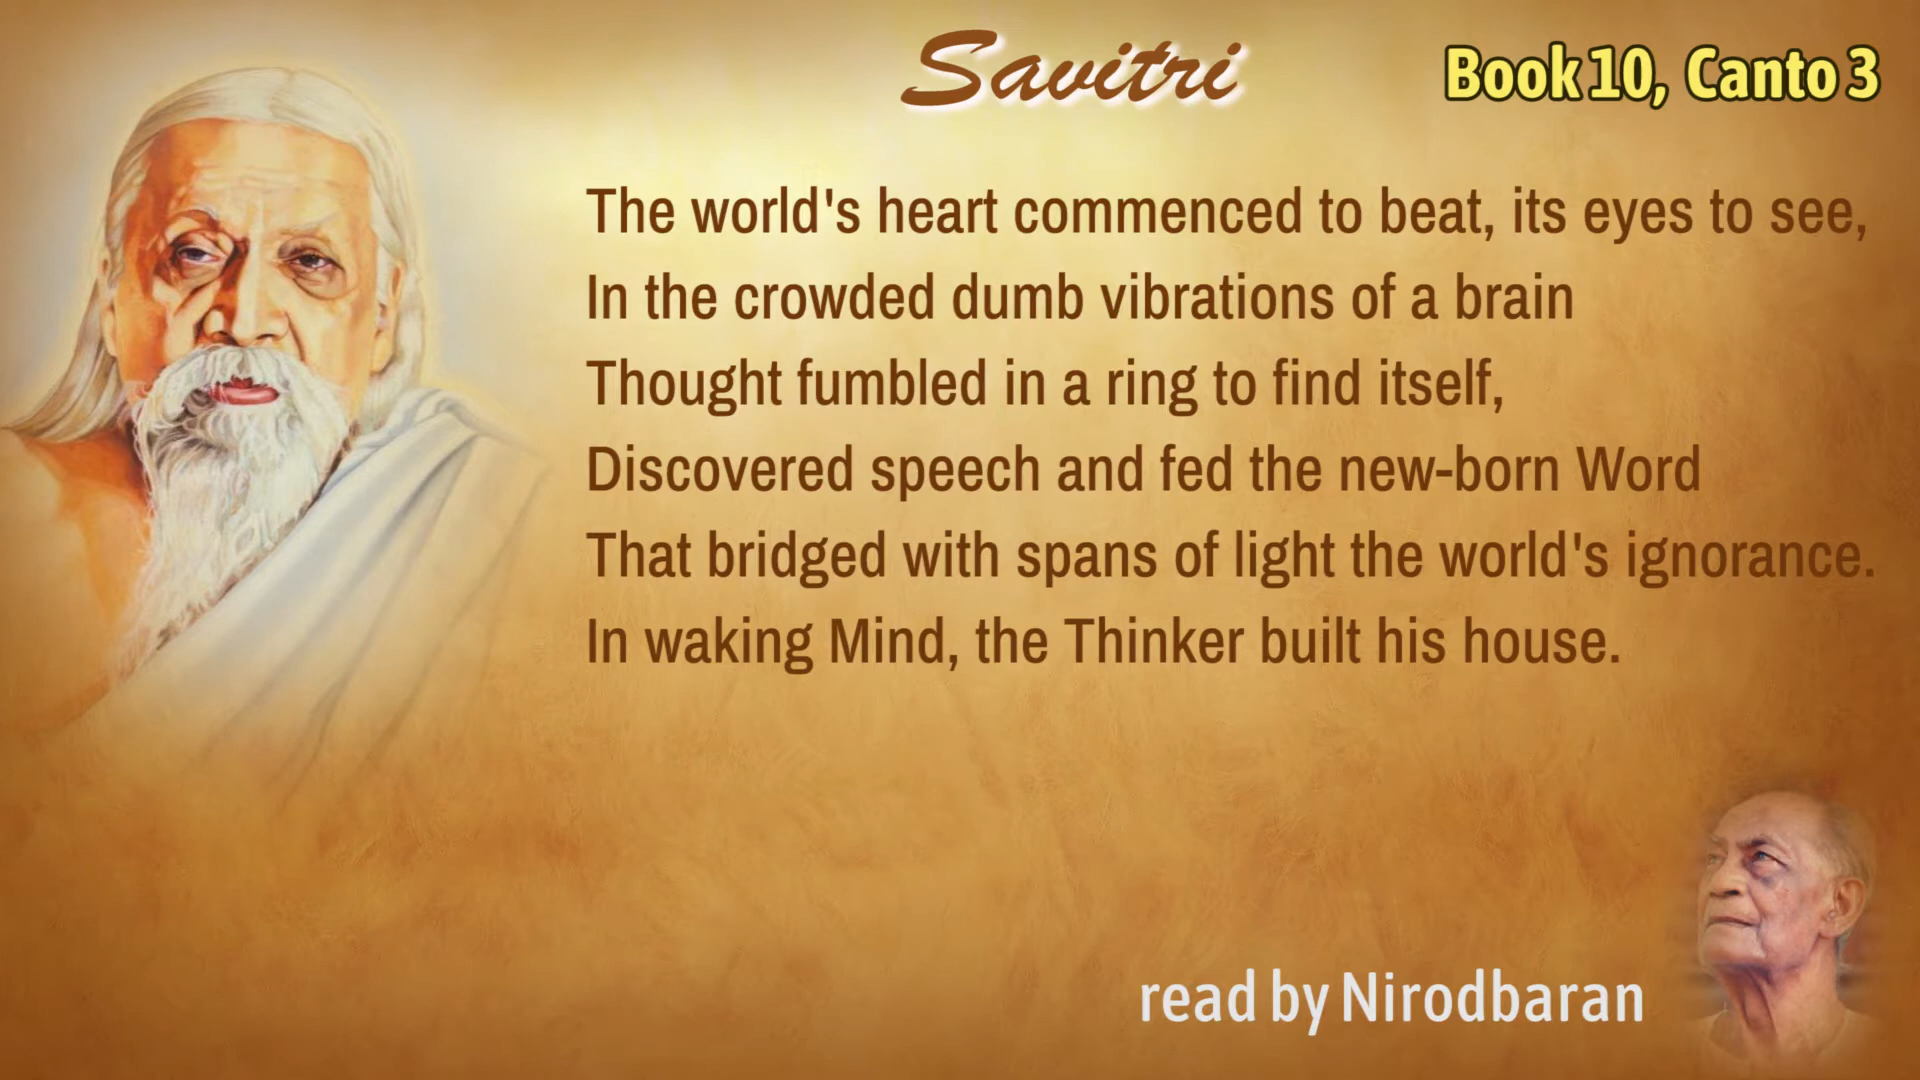 Savitri
Book 10, Canto 3
The world's heart commenced to beat, its eyes to see,
In the crowded dumb vibrations of a brain
Thought fumbled in a ring to find itself,
Discovered speech and fed the new-born Word
That bridged with spans of light the world's ignorance.
In waking Mind, the Thinker built his house.
read by Nirodbaran